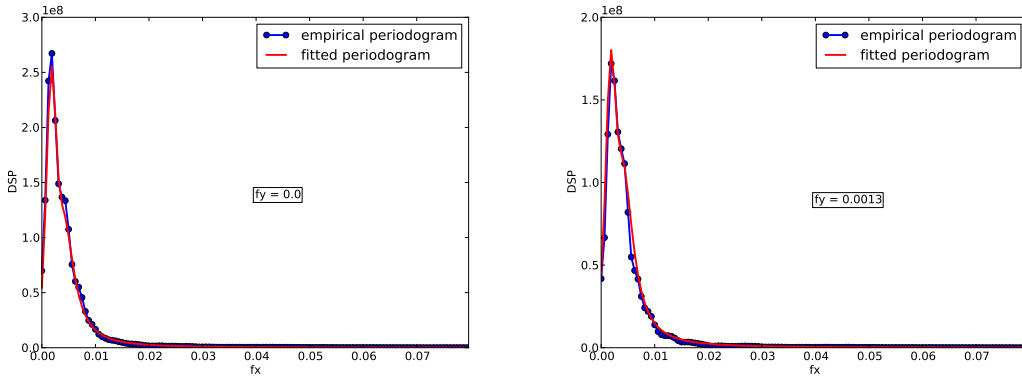 1e8
3.0
2.5
2.0
1.5
1.0
0.5
0.0
DSP
empirical periodogram
fitted periodogram
fy = 0.0
0.00 0.01 0.02 0.03 0.04 0.05 0.06 0.07
fx
1e8
2.0
1.5
1.0
0.5
0.0
DSP
empirical periodogram
fitted periodogram
fy = 0.0013
0.00 0.01 0.02 0.03 0.04 0.05 0.06 0.07
fx